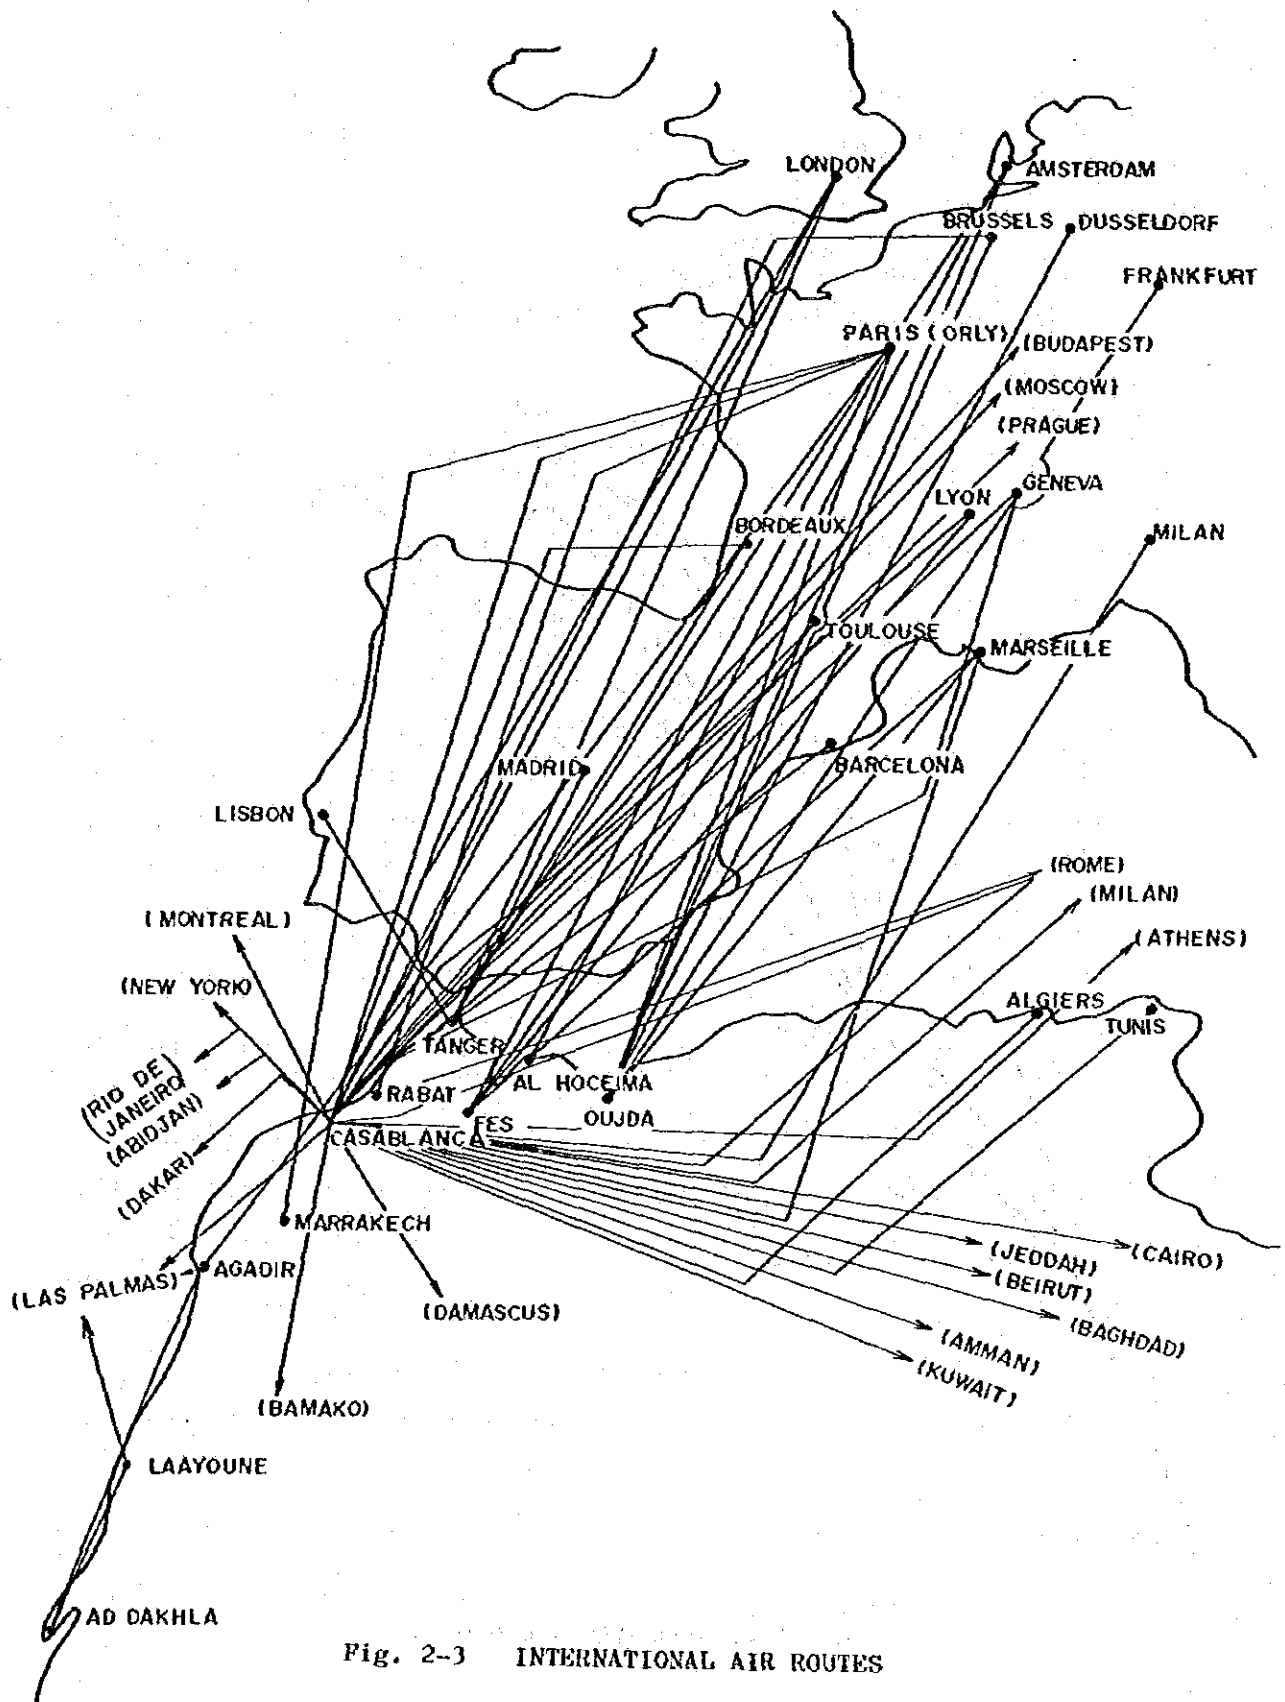 LONDON
AMSTERDAM
BRUSSELS
DUSSELDORF
FRANKFURT
PARIS (ORLY)
(BUDAPEST)
(MOSCOW)
(PRAGUE)
GENEVA
LYON
BORDEAUX
MILAN
TOULOUSE
MARSEILLE
MADRID
BARCELONA
LISBON
(ROME)
(MILAN)
(MONTREAL)
(ATHENS)
(NEW YORK)
ALGIERS
TUNIS
TANGER
(RIO DE
JANEIRO)
(ABIDJAN)
(DAKAR)
RABAT
AL HOCEIMA
OUJDA
FES
CASABLANCA
MARRAKECH
AGADIR
(LAS PALMAS)
(DAMASCUS)
(JEDDAH)
(CAIRO)
(BEIRUT)
(BAGHDAD)
(AMMAN)
(KUWAIT)
(BAMAKO)
LAAYOUNE
AD DAKHLA
Fig. 2-3 INTERNATIONAL AIR ROUTES